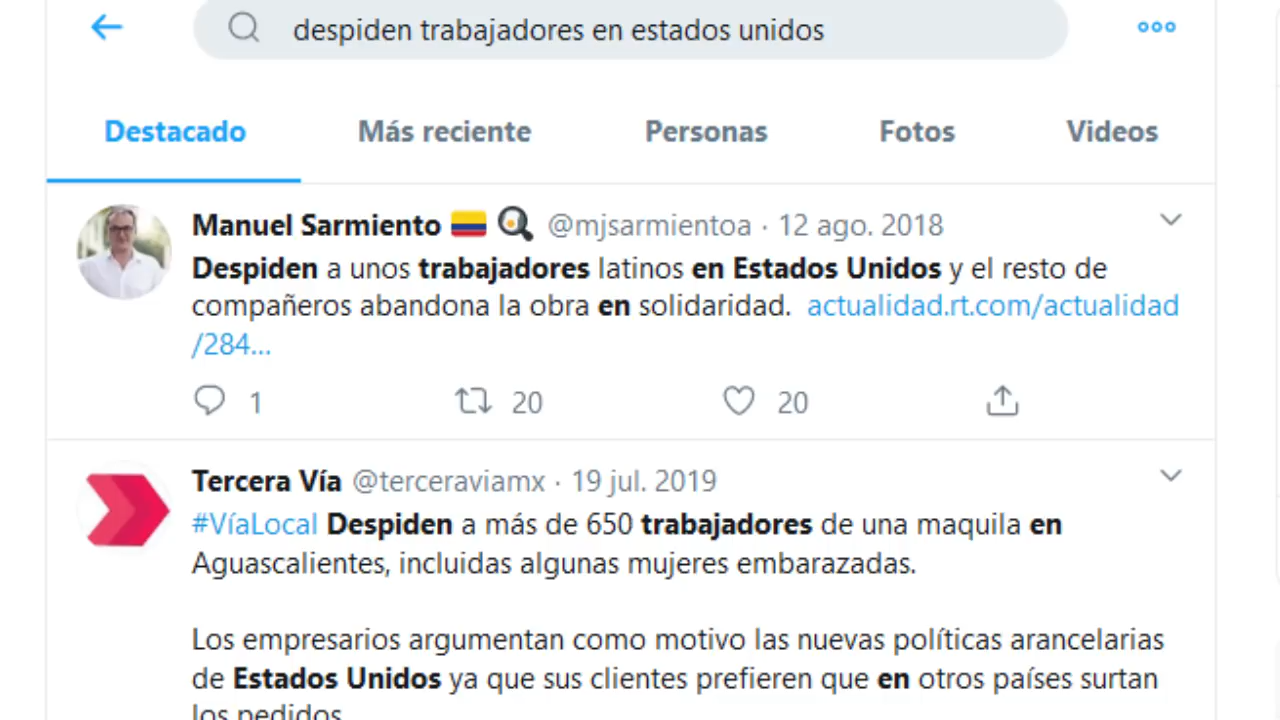 despiden trabajadores en estados unidos
Destacado Más reciente Personas Fotos Videos
Manuel Sarmiento @mjsarmientoa · 12 ago. 2018
Despiden a unos trabajadores latinos en Estados Unidos y el resto de
compañeros abandona la obra en solidaridad. actualidad.rt.com/actualidad
/284...
1 20 20
Tercera Vía @terceraviamx · 19 jul. 2019
#VíaLocal Despiden a más de 650 trabajadores de una maquila en
Aguascalientes, incluidas algunas mujeres embarazadas.
Los empresarios argumentan como motivo las nuevas políticas arancelarias
de Estados Unidos ya que sus clientes prefieren que en otros países surtan
los pedidos.